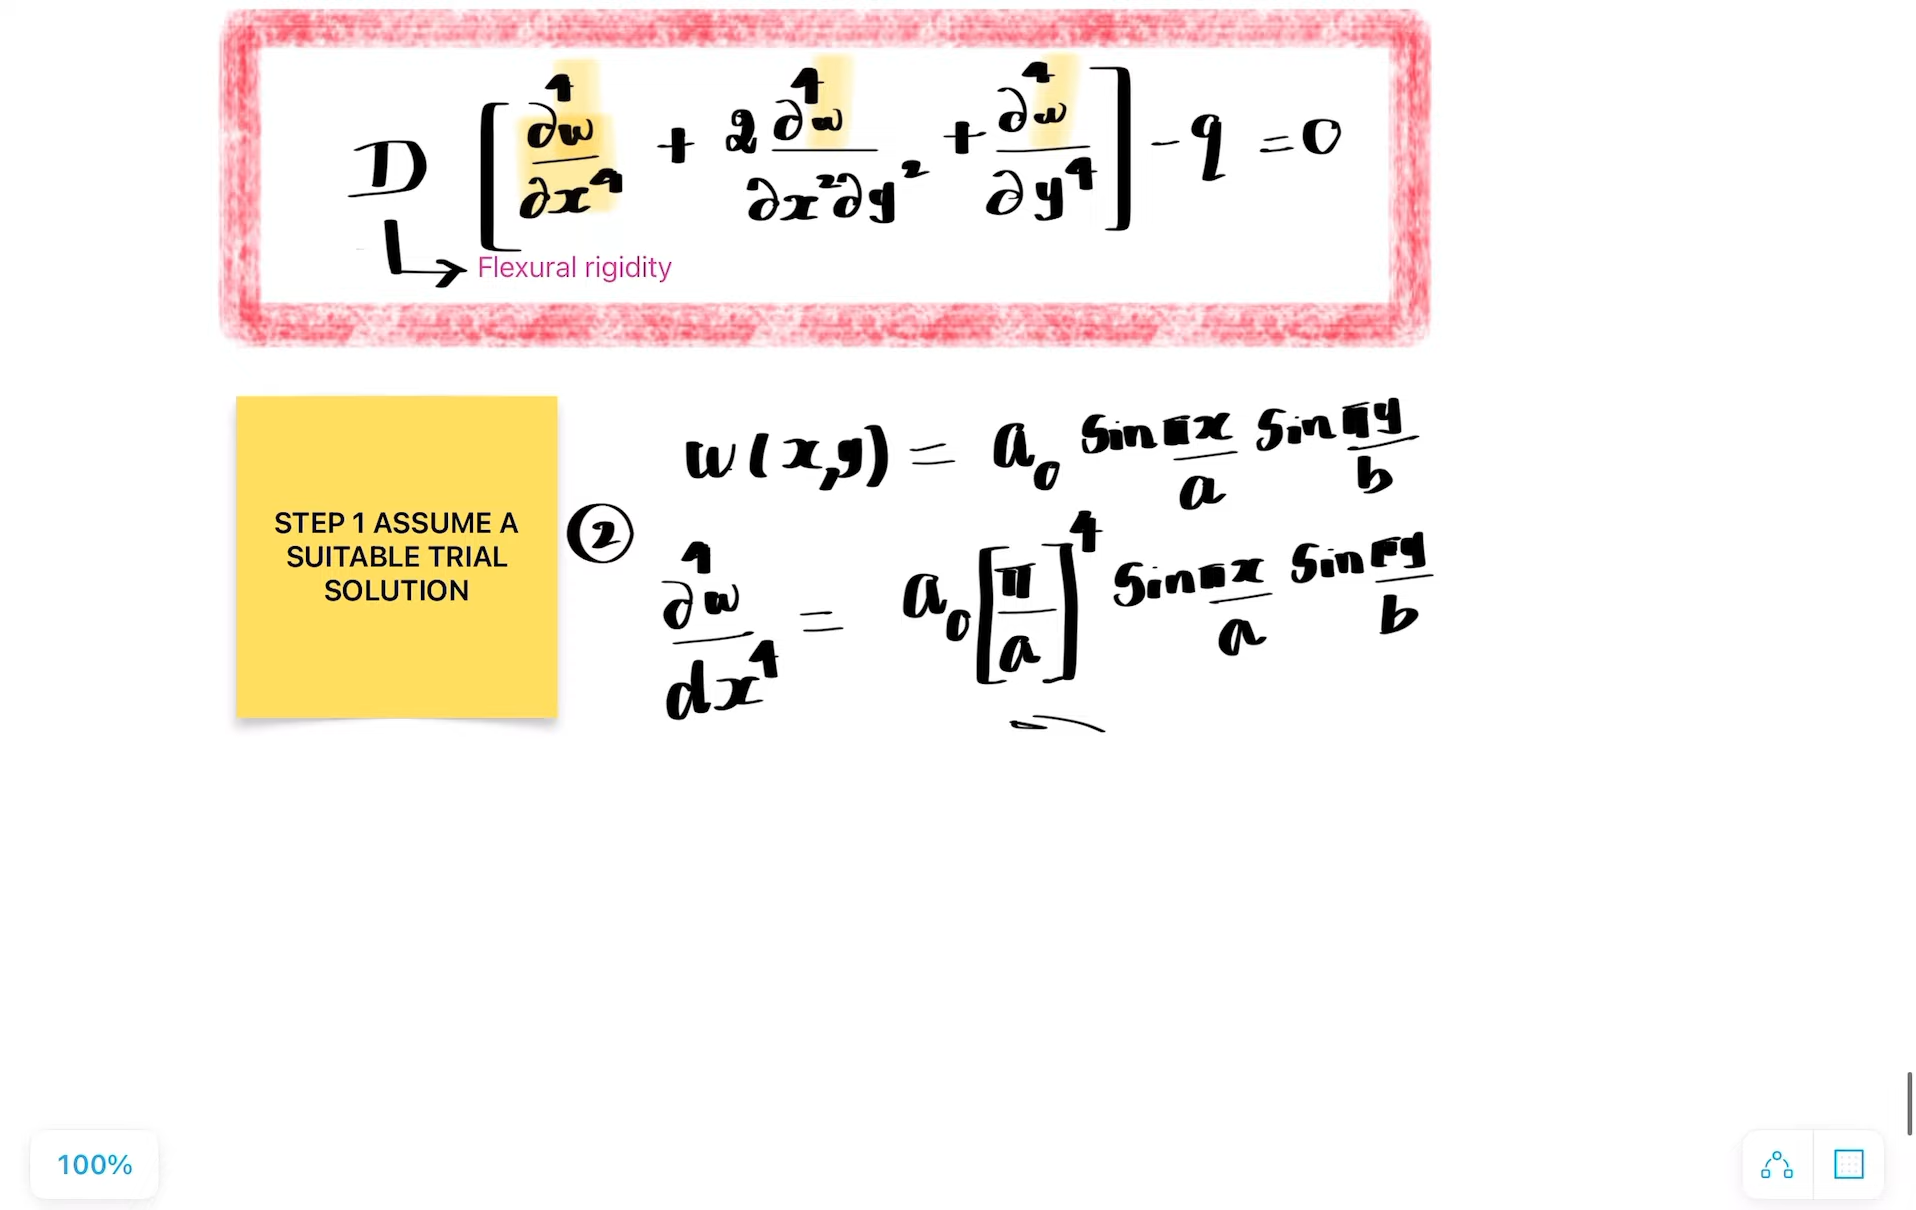 D [∂⁴w/∂x⁴ + 2 ∂⁴w/∂x²∂y² + ∂⁴w/∂y⁴] - q = 0
Flexural rigidity
w(x,y) = a₀ sin πx/a sin πy/b
STEP 1 ASSUME A
SUITABLE TRIAL
SOLUTION
②
∂⁴w/dx⁴ = a₀ [π/a]⁴ sin πx/a sin πy/b
100%